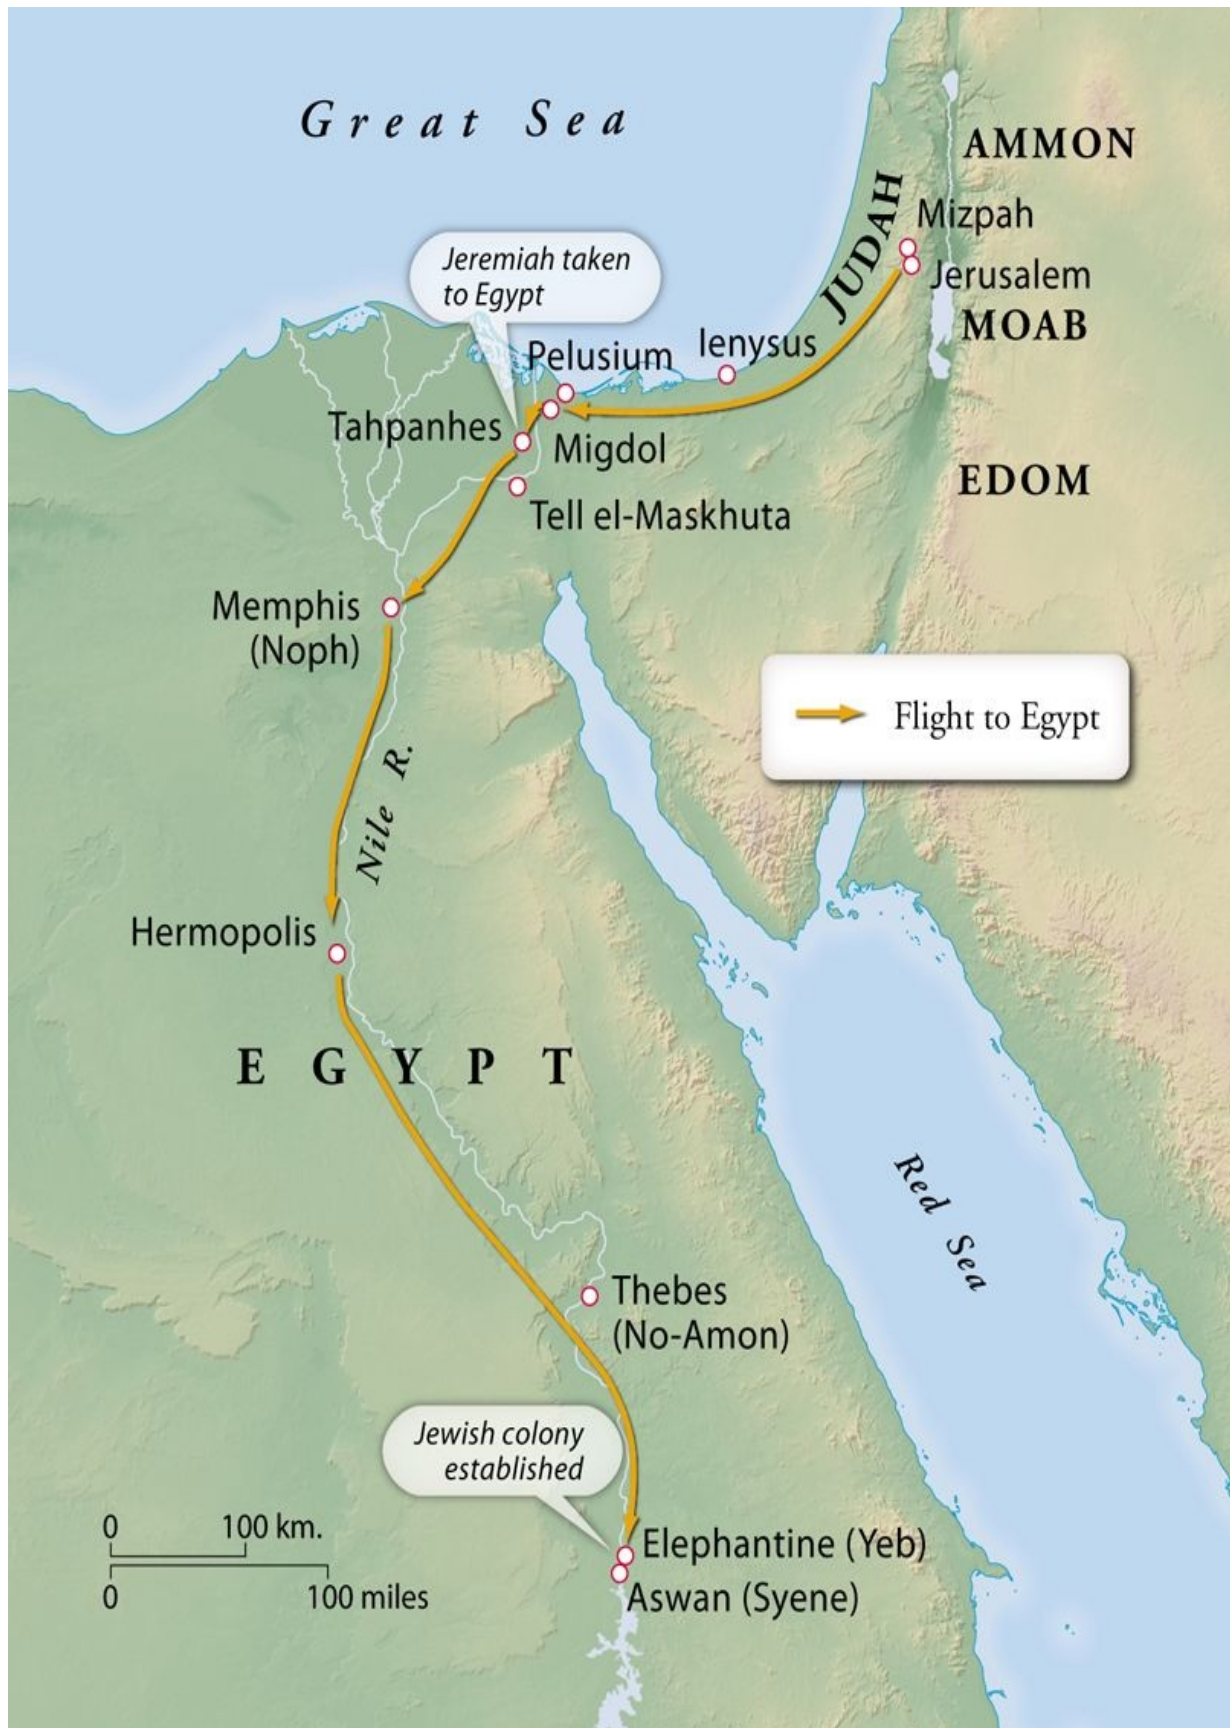 Great Sea
AMMON
JUDAH
Mizpah
Jeremiah taken
to Egypt
Jerusalem
MOAB
Pelusium
Ienysus
Tahpanhes
Migdol
EDOM
Tell el-Maskhuta
Memphis
(Noph)
Flight to Egypt
Nile R.
Hermopolis
EGYPT
Red Sea
Thebes
(No-Amon)
Jewish colony
established
0 100 km.
0 100 miles
Elephantine (Yeb)
Aswan (Syene)